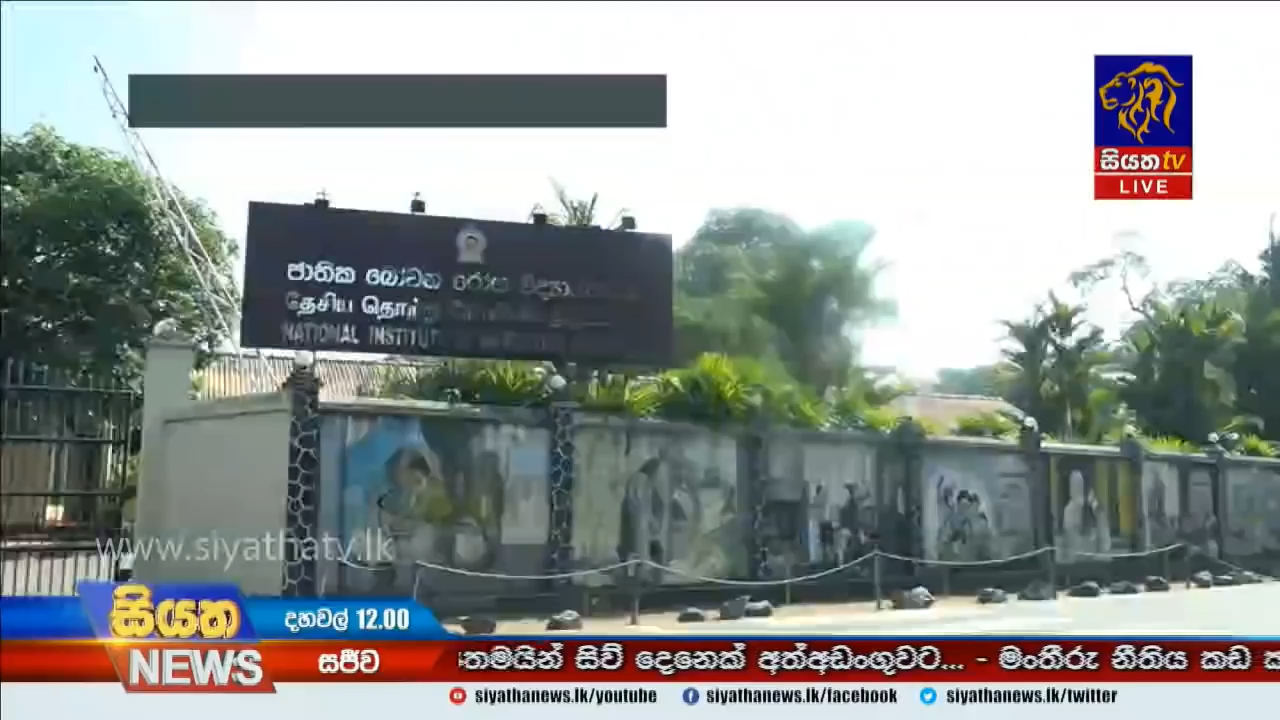 සියත tv
LIVE
ජාතික බෝවන රෝග
தேசிய
NATIONAL INSTITUTE
www.siyathatv.lk
සියත
NEWS
දහවල් 12.00
සජීව
තමයින් සිව් දෙනෙක් අත්අඩංගුවට... - මංතීරු නීතිය කඩ
siyathanews.lk/youtube
siyathanews.lk/facebook
siyathanews.lk/twitter